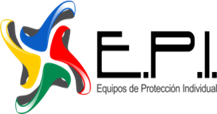 E.P.I.
Equipos de Protección Individual